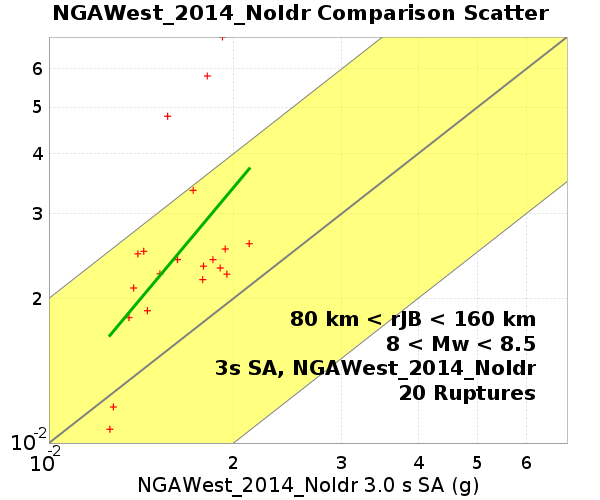 NGAWest_2014_NoIdr Comparison Scatter
6
5
4
3
2
10-2
80 km < rJB < 160 km
8 < Mw < 8.5
3s SA, NGAWest_2014_NoIdr
20 Ruptures
10-2 2 3 4 5 6
NGAWest_2014_NoIdr 3.0 s SA (g)